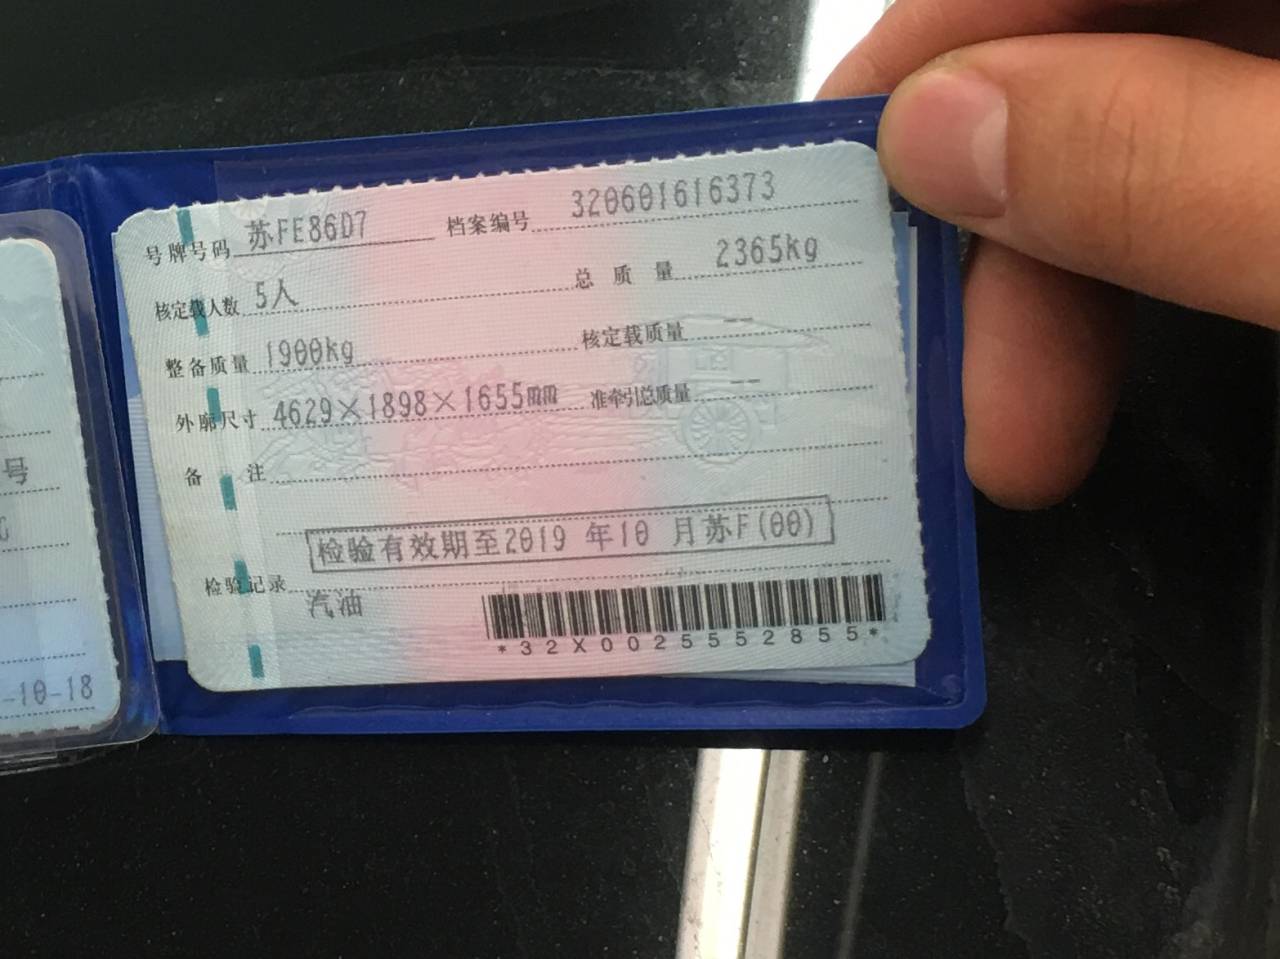 号牌号码 苏FE86D7 档案编号 320601616373
核定载人数 5人 总质量 2365kg
整备质量 1900kg 核定载质量 --
外廓尺寸 4629×1898×1655mm 准牵引总质量 --
备注
检验有效期至2019 年10 月苏F(00)
检验记录
汽油
*32X0025552855*
号
-10-18